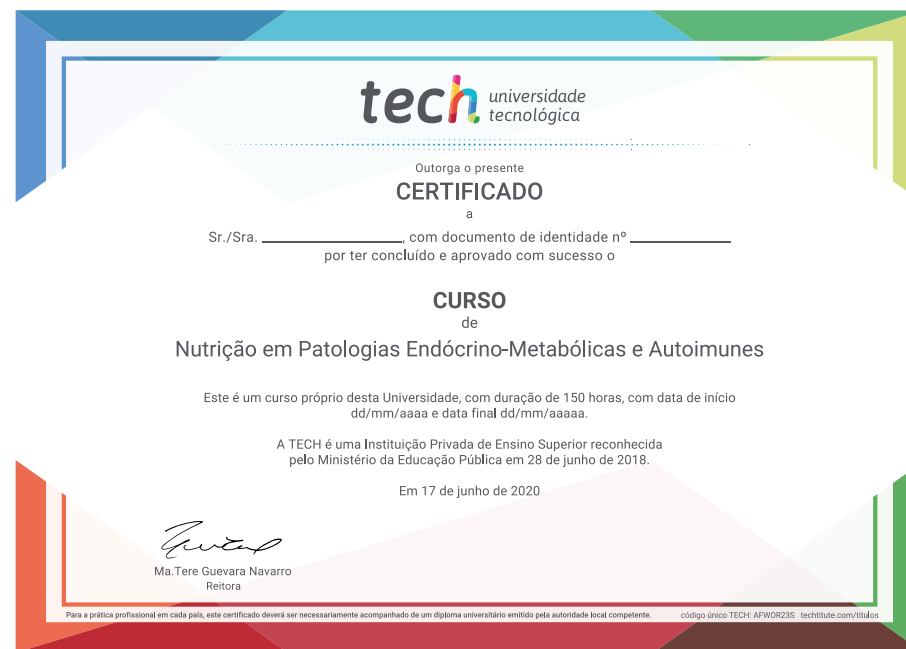 tech universidade
tecnológica
Outorga o presente
CERTIFICADO
a
Sr./Sra. ____________, com documento de identidade nº ____________
por ter concluído e aprovado com sucesso o
CURSO
de
Nutrição em Patologias Endócrino-Metabólicas e Autoimunes
Este é um curso próprio desta Universidade, com duração de 150 horas, com data de início
dd/mm/aaaa e data final dd/mm/aaaaa.
A TECH é uma Instituição Privada de Ensino Superior reconhecida
pelo Ministério da Educação Pública em 28 de junho de 2018.
Em 17 de junho de 2020
Ma.Tere Guevara Navarro
Reitora
Para a prática profissional em cada país, este certificado deverá ser necessariamente acompanhado de um diploma universitário emitido pela autoridade local competente. código único TECH: AFWOR23S techtitute.com/titulos